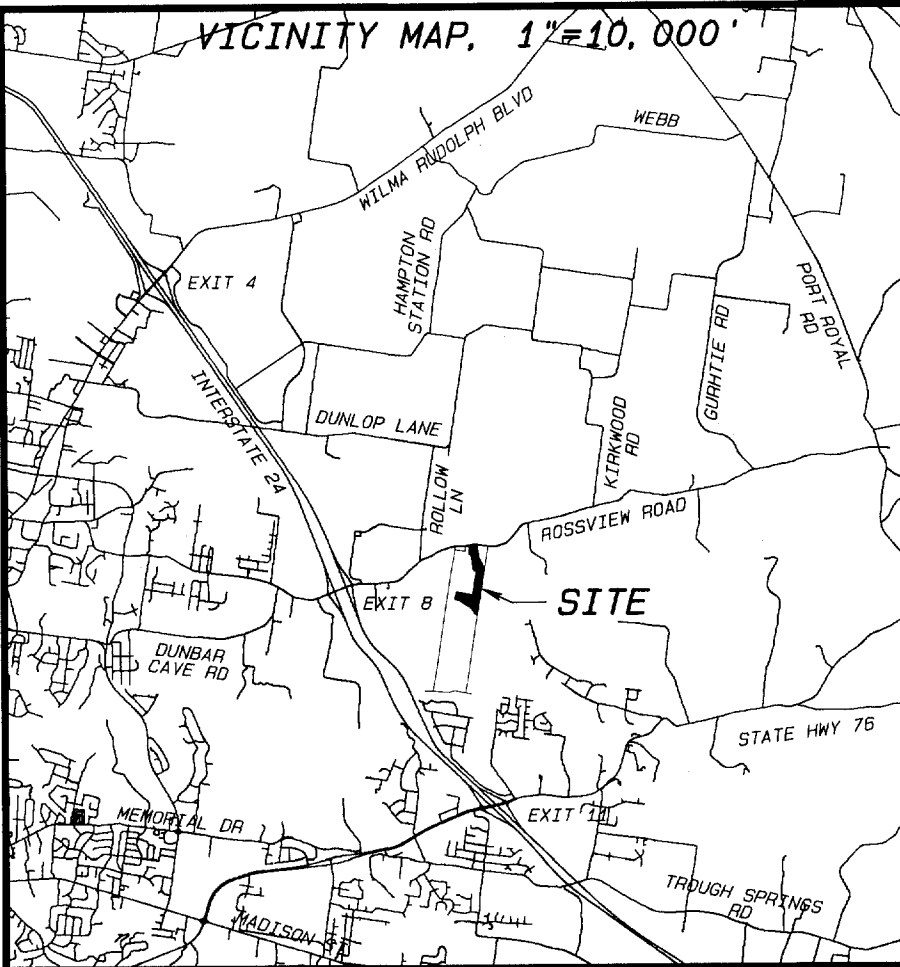 VICINITY MAP, 1"=10,000'
WILMA RUDOLPH BLVD
WEBB
HAMPTON
STATION RD
EXIT 4
PORT ROYAL
RD
GURHTIE RD
INTERSTATE 24
DUNLOP LANE
KIRKWOOD
RD
ROLLOW
LN
ROSSVIEW ROAD
EXIT 8
SITE
DUNBAR
CAVE RD
STATE HWY 76
MEMORIAL DR
EXIT 11
TROUGH SPRINGS
RD
MADISON ST